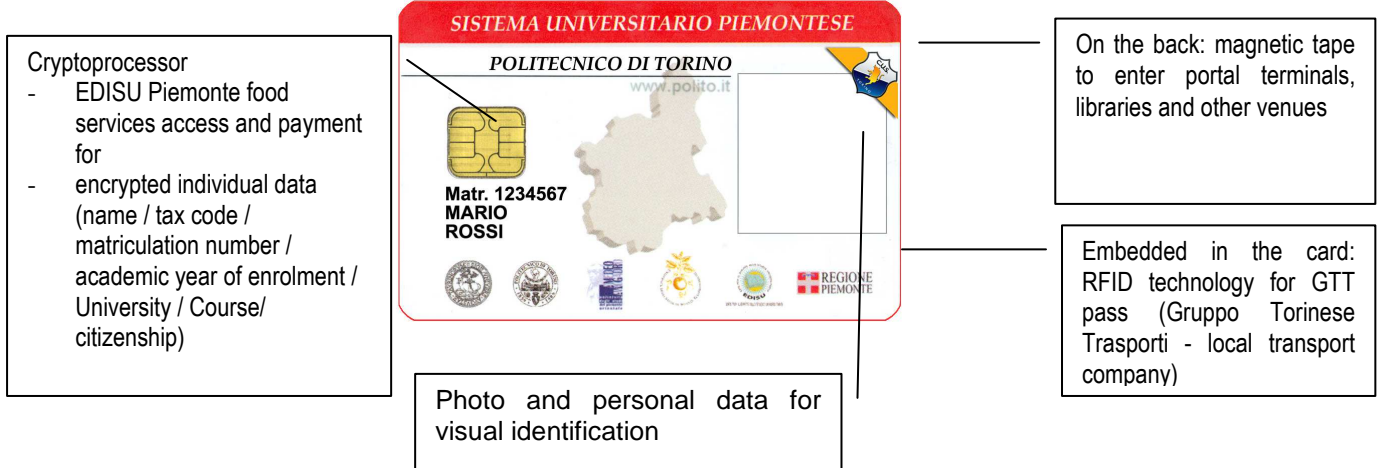 Cryptoprocessor
- EDISU Piemonte food
services access and payment
for
- encrypted individual data
(name / tax code /
matriculation number /
academic year of enrolment /
University / Course/
citizenship)
SISTEMA UNIVERSITARIO PIEMONTESE
POLITECNICO DI TORINO
www.polito.it
CUS
Matr. 1234567
MARIO
ROSSI
EDISU
REGIONE
PIEMONTE
On the back: magnetic tape
to enter portal terminals,
libraries and other venues
Embedded in the card:
RFID technology for GTT
pass (Gruppo Torinese
Trasporti - local transport
company)
Photo and personal data for
visual identification